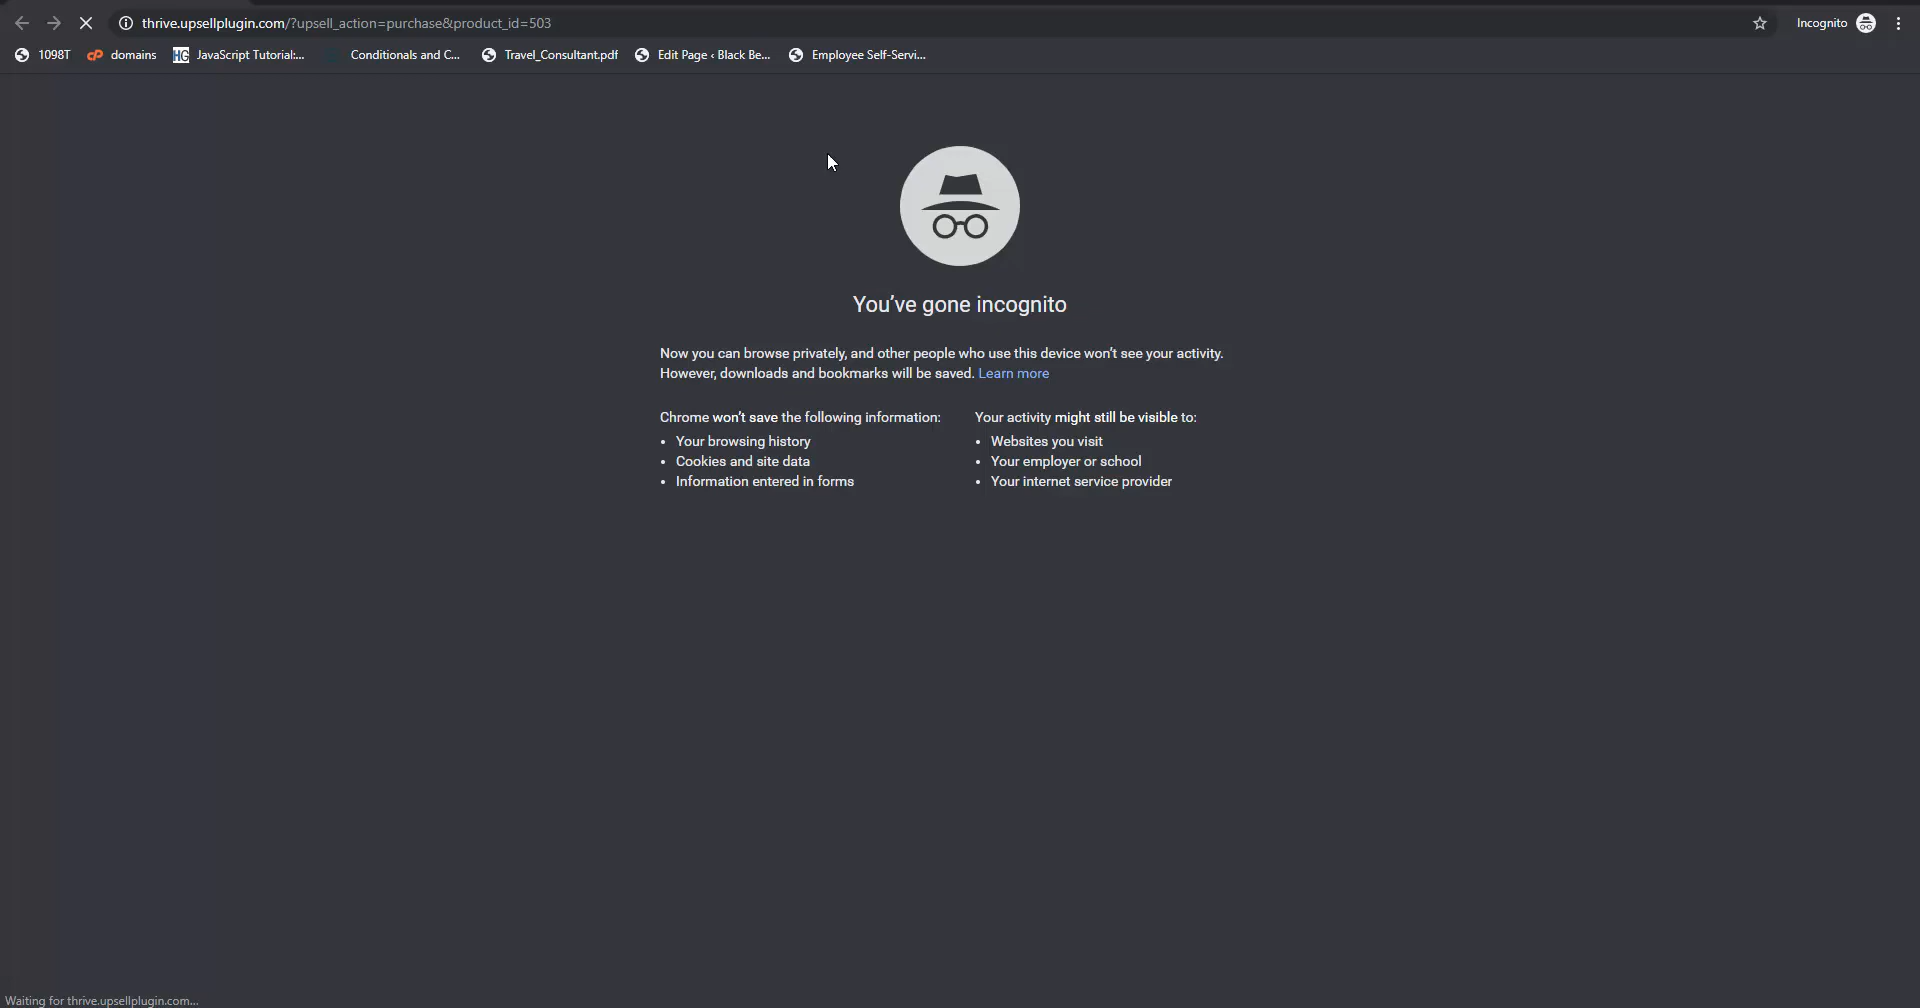 thrive.upsellplugin.com/?upsell_action=purchase&product_id=503
Incognito
1098T
domains
HG JavaScript Tutorial:...
Conditionals and C...
Travel_Consultant.pdf
Edit Page ‹ Black Be...
Employee Self-Servi...
You've gone incognito
Now you can browse privately, and other people who use this device won't see your activity.
However, downloads and bookmarks will be saved. Learn more
Chrome won't save the following information:
• Your browsing history
• Cookies and site data
• Information entered in forms
Your activity might still be visible to:
• Websites you visit
• Your employer or school
• Your internet service provider
Waiting for thrive.upsellplugin.com...